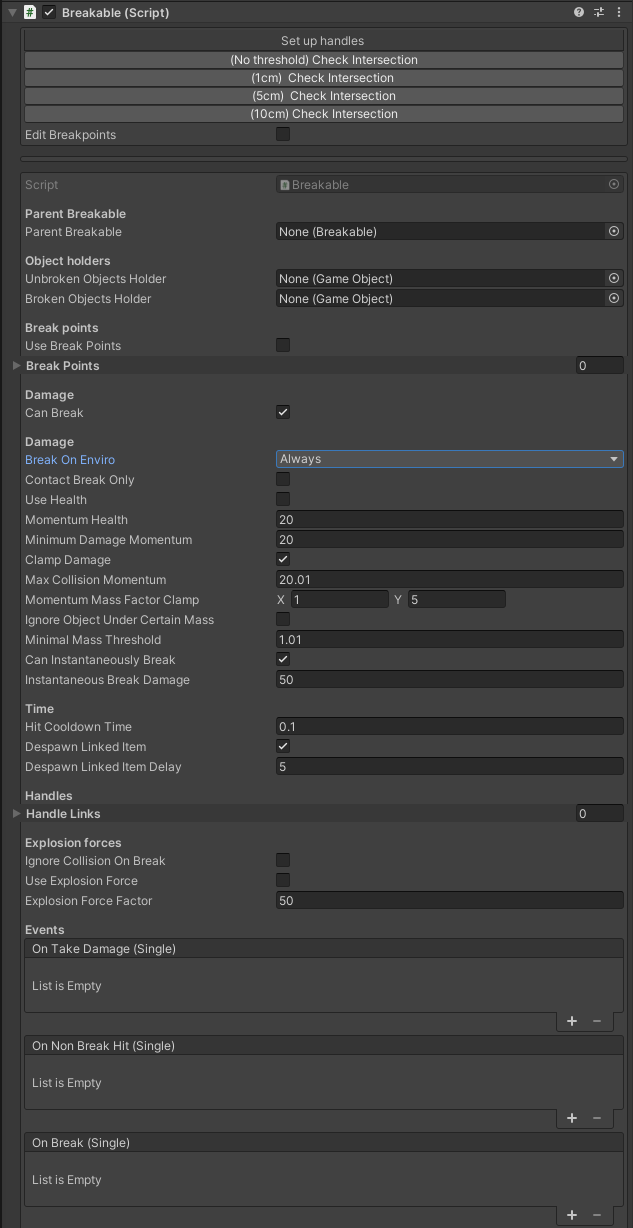 Breakable (Script)
Set up handles
(No threshold) Check Intersection
(1cm) Check Intersection
(5cm) Check Intersection
(10cm) Check Intersection
Edit Breakpoints
Script Breakable
Parent Breakable
Parent Breakable None (Breakable)
Object holders
Unbroken Objects Holder None (Game Object)
Broken Objects Holder None (Game Object)
Break points
Use Break Points
Break Points 0
Damage
Can Break
Damage
Break On Enviro Always
Contact Break Only
Use Health
Momentum Health 20
Minimum Damage Momentum 20
Clamp Damage
Max Collision Momentum 20.01
Momentum Mass Factor Clamp X 1 Y 5
Ignore Object Under Certain Mass
Minimal Mass Threshold 1.01
Can Instantaneously Break
Instantaneous Break Damage 50
Time
Hit Cooldown Time 0.1
Despawn Linked Item
Despawn Linked Item Delay 5
Handles
Handle Links 0
Explosion forces
Ignore Collision On Break
Use Explosion Force
Explosion Force Factor 50
Events
On Take Damage (Single)
List is Empty
+ −
On Non Break Hit (Single)
List is Empty
+ −
On Break (Single)
List is Empty
+ −